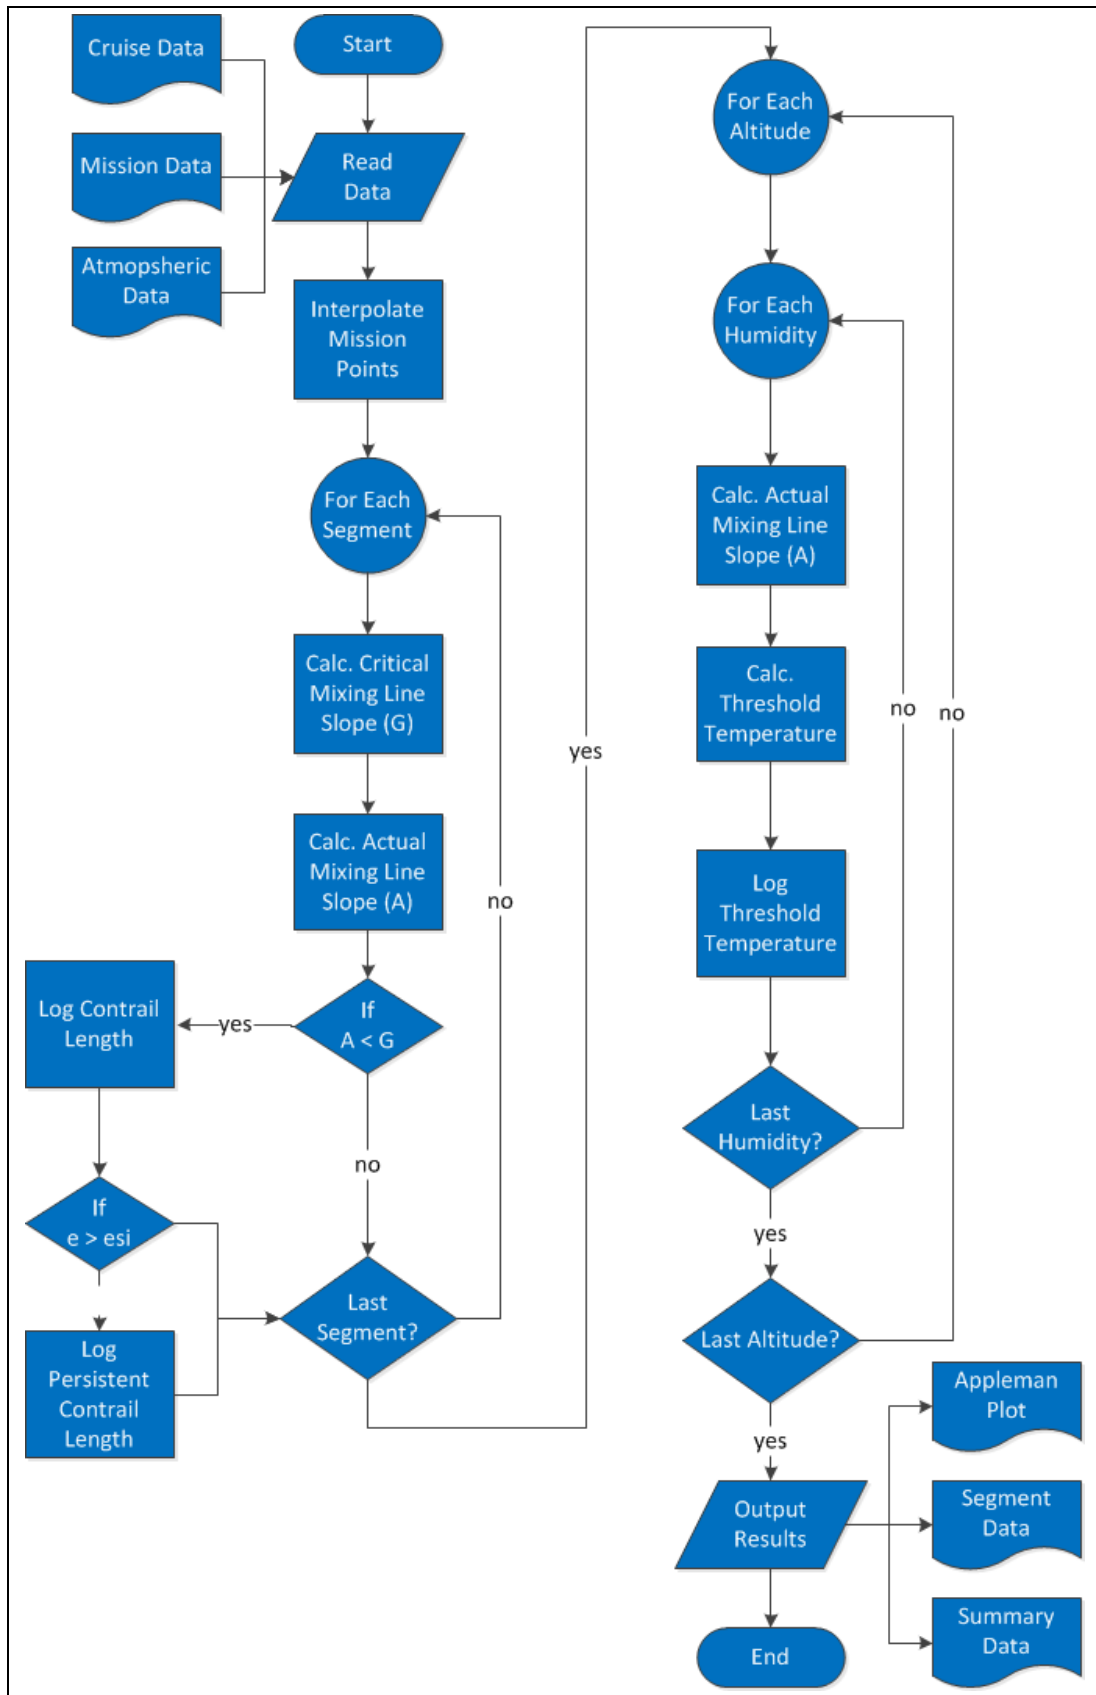 Cruise Data
Start
Mission Data
Read
Data
Atmopsheric
Data
Interpolate
Mission
Points
For Each
Segment
Calc. Critical
Mixing Line
Slope (G)
Calc. Actual
Mixing Line
Slope (A)
no
If
A < G
yes
Log Contrail
Length
no
If
e > esi
Log
Persistent
Contrail
Length
Last
Segment?
yes
For Each
Altitude
For Each
Humidity
Calc. Actual
Mixing Line
Slope (A)
Calc.
Threshold
Temperature
no
no
Log
Threshold
Temperature
Last
Humidity?
yes
Last Altitude?
yes
Output
Results
Appleman
Plot
Segment
Data
Summary
Data
End